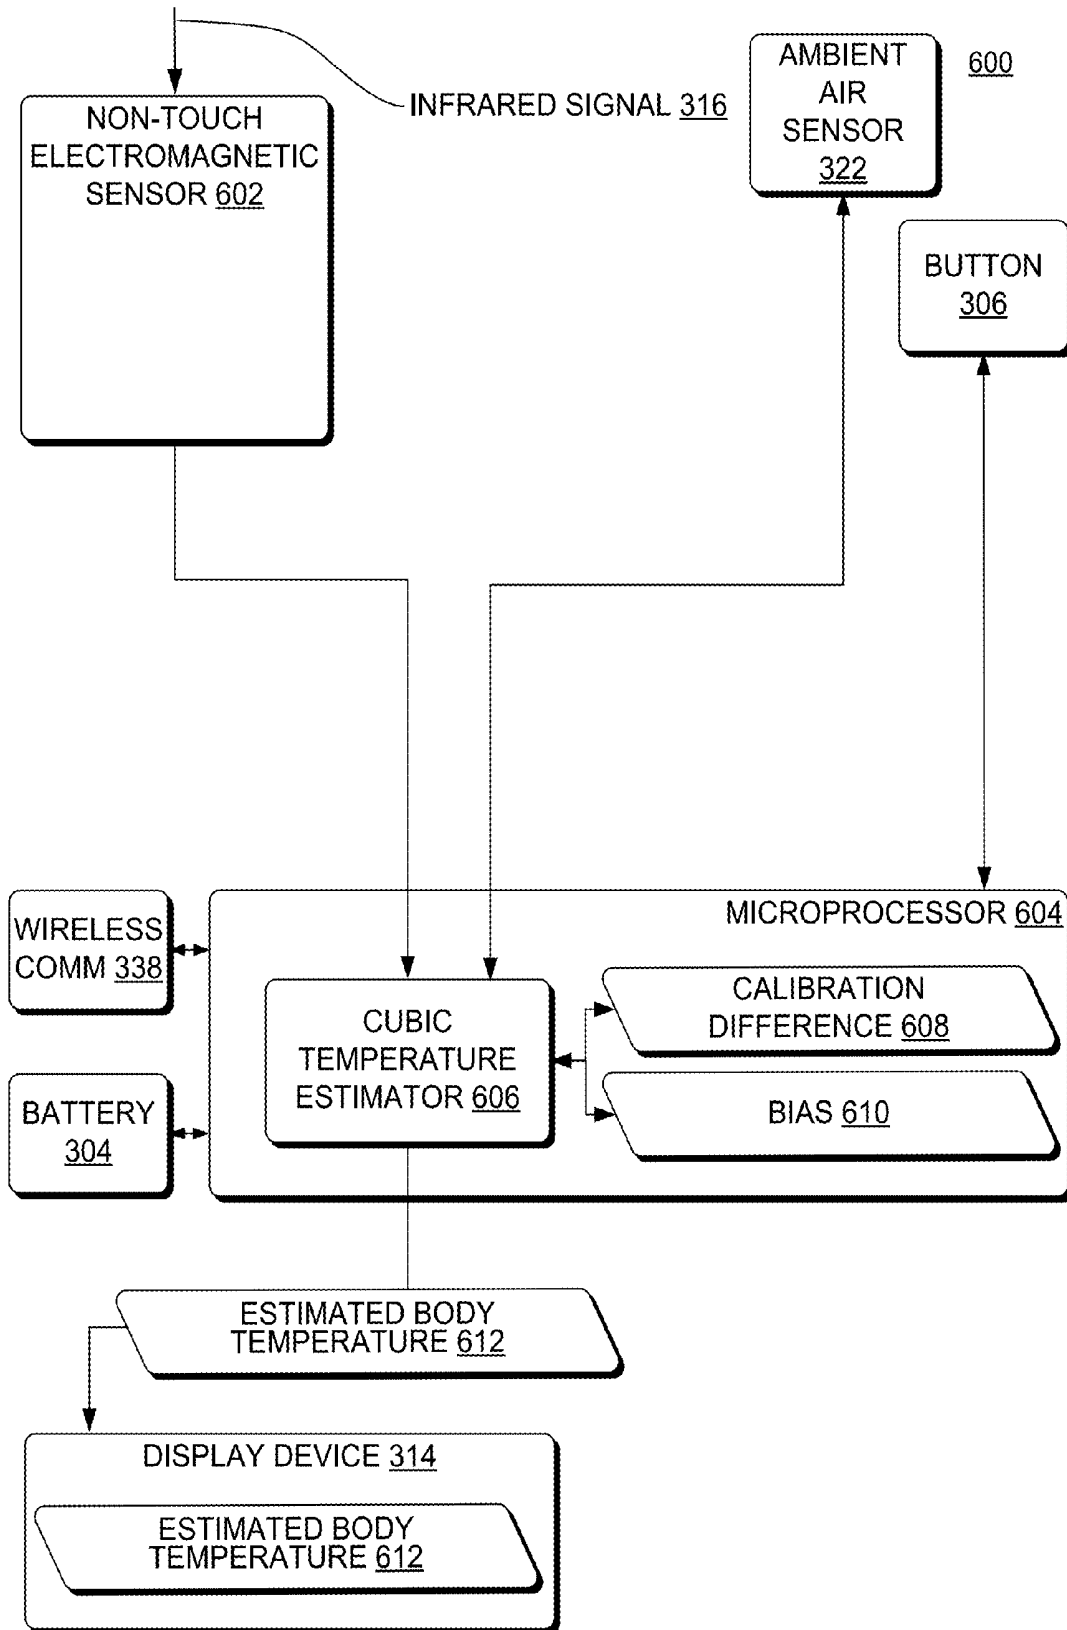 INFRARED SIGNAL 316
AMBIENT
AIR
SENSOR
322
600
NON-TOUCH
ELECTROMAGNETIC
SENSOR 602
BUTTON
306
MICROPROCESSOR 604
WIRELESS
COMM 338
CUBIC
TEMPERATURE
ESTIMATOR 606
CALIBRATION
DIFFERENCE 608
BIAS 610
BATTERY
304
ESTIMATED BODY
TEMPERATURE 612
DISPLAY DEVICE 314
ESTIMATED BODY
TEMPERATURE 612